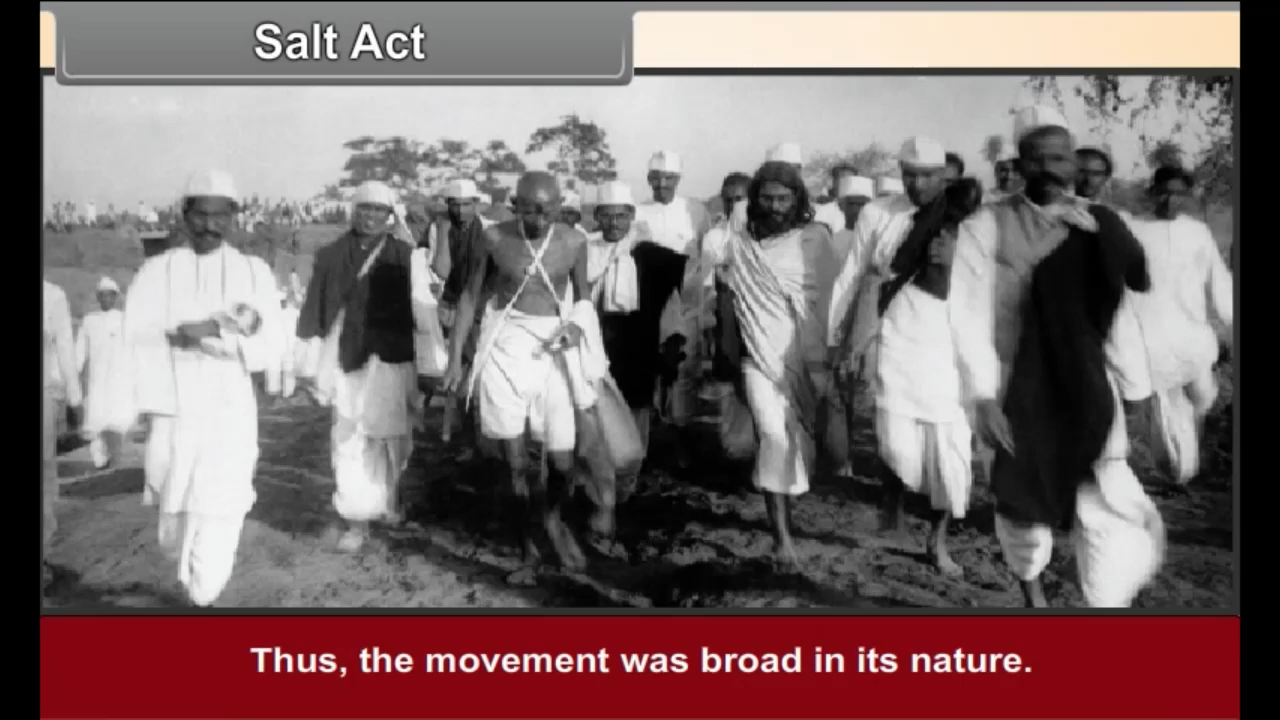 Salt Act
Thus, the movement was broad in its nature.